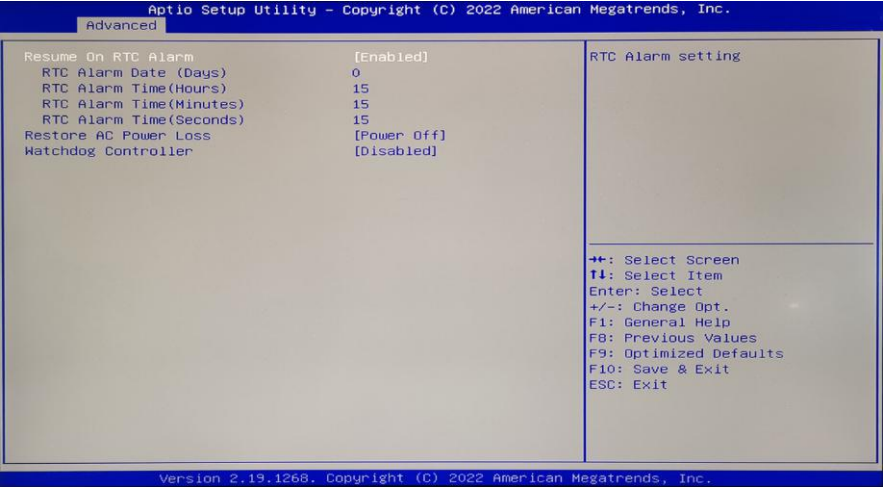 Aptio Setup Utility – Copyright (C) 2022 American Megatrends, Inc.
Advanced
Resume On RTC Alarm [Enabled]
RTC Alarm Date (Days) 0
RTC Alarm Time(Hours) 15
RTC Alarm Time(Minutes) 15
RTC Alarm Time(Seconds) 15
Restore AC Power Loss [Power Off]
Watchdog Controller [Disabled]
RTC Alarm setting
→←: Select Screen
↑↓: Select Item
Enter: Select
+/-: Change Opt.
F1: General Help
F8: Previous Values
F9: Optimized Defaults
F10: Save & Exit
ESC: Exit
Version 2.19.1268. Copyright (C) 2022 American Megatrends, Inc.